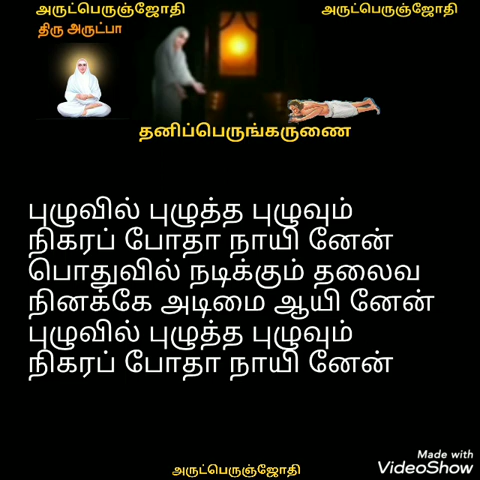 அருட்பெருஞ்ஜோதி அருட்பெருஞ்ஜோதி
திரு அருட்பா
தனிப்பெருங்கருணை
புழுவில் புழுத்த புழுவும்
நிகரப் போதா நாயி னேன்
பொதுவில் நடிக்கும் தலைவ
நினக்கே அடிமை ஆயி னேன்
புழுவில் புழுத்த புழுவும்
நிகரப் போதா நாயி னேன்
அருட்பெருஞ்ஜோதி
Made with
VideoShow